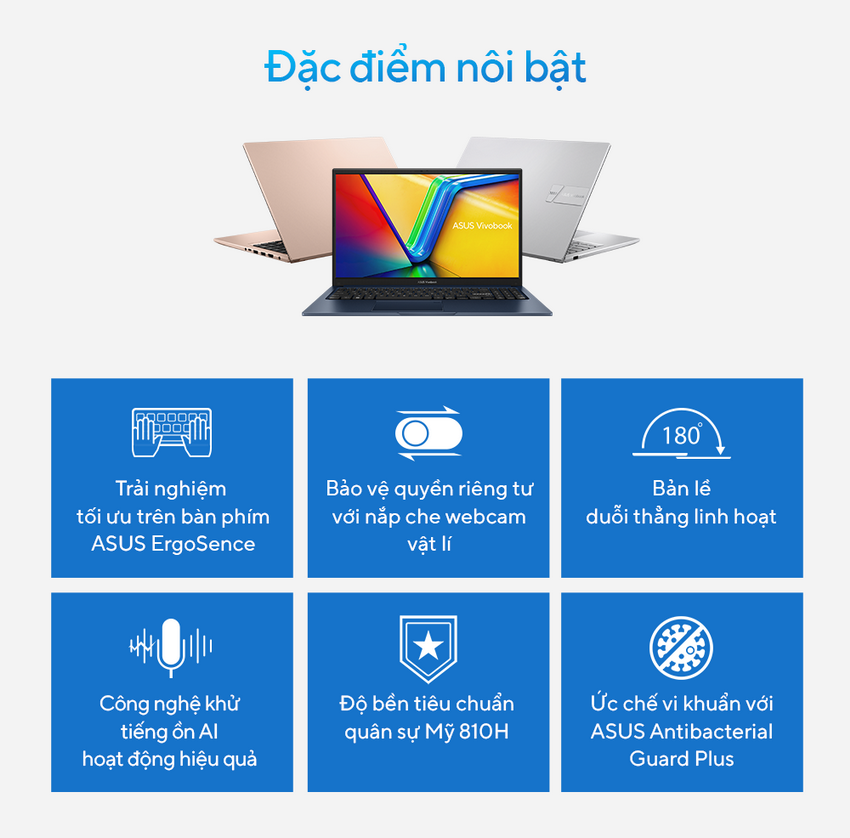 Đặc điểm nôi bật
ASUS Vivobook
180°
Trải nghiệm
tối ưu trên bàn phím
ASUS ErgoSence
Bảo vệ quyền riêng tư
với nắp che webcam
vật lí
Bản lề
duỗi thẳng linh hoạt
Công nghệ khử
tiếng ồn AI
hoạt động hiệu quả
Độ bền tiêu chuẩn
quân sự Mỹ 810H
Ức chế vi khuẩn với
ASUS Antibacterial
Guard Plus